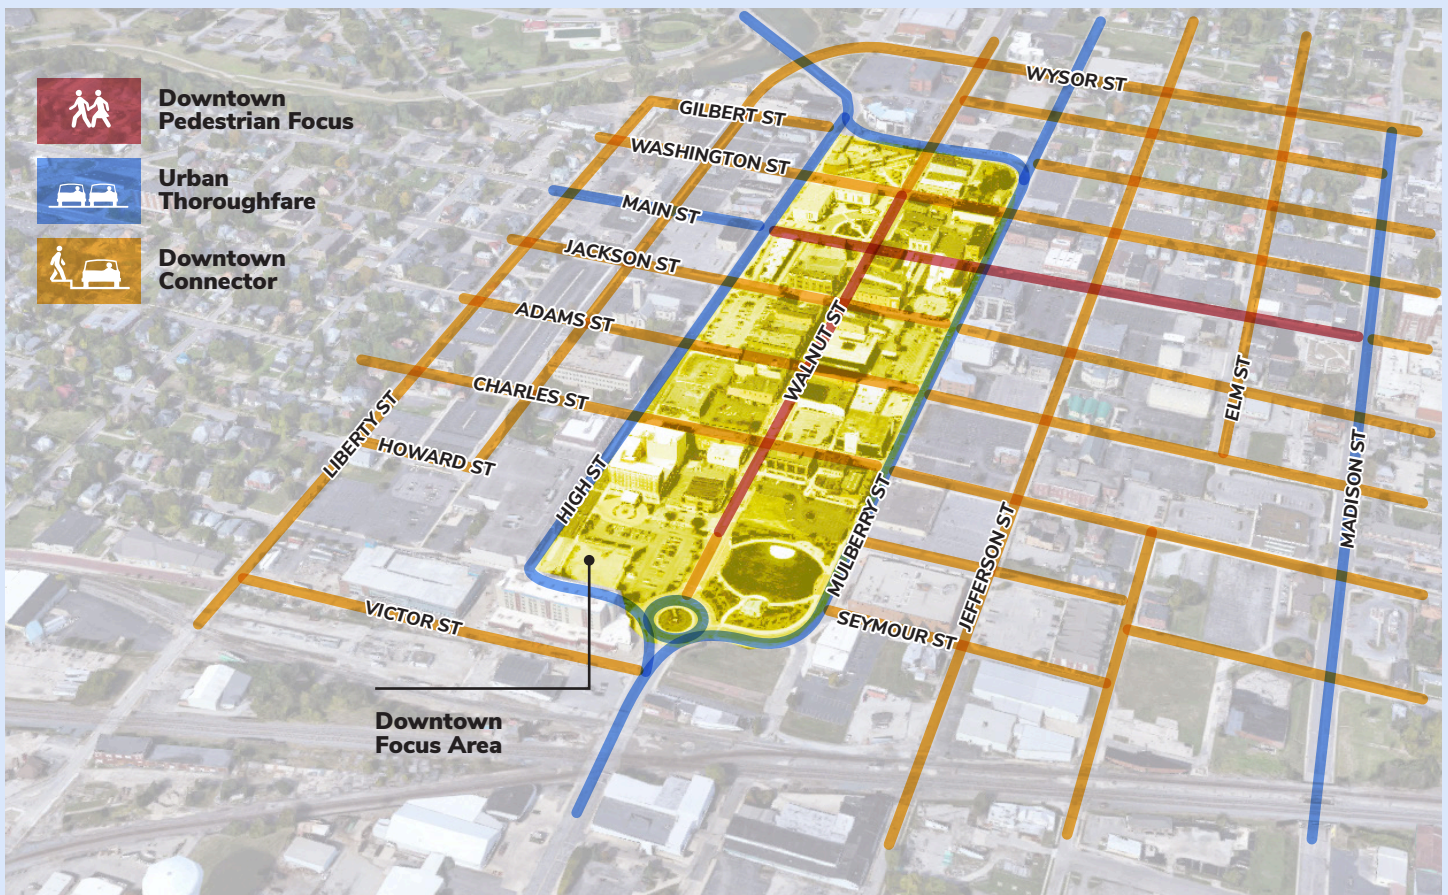 Downtown
Pedestrian Focus
Urban
Thoroughfare
Downtown
Connector
WYSOR ST
GILBERT ST
WASHINGTON ST
MAIN ST
JACKSON ST
ADAMS ST
CHARLES ST
HOWARD ST
LIBERTY ST
HIGH ST
WALNUT ST
MULBERRY ST
JEFFERSON ST
ELM ST
MADISON ST
VICTOR ST
SEYMOUR ST
Downtown
Focus Area